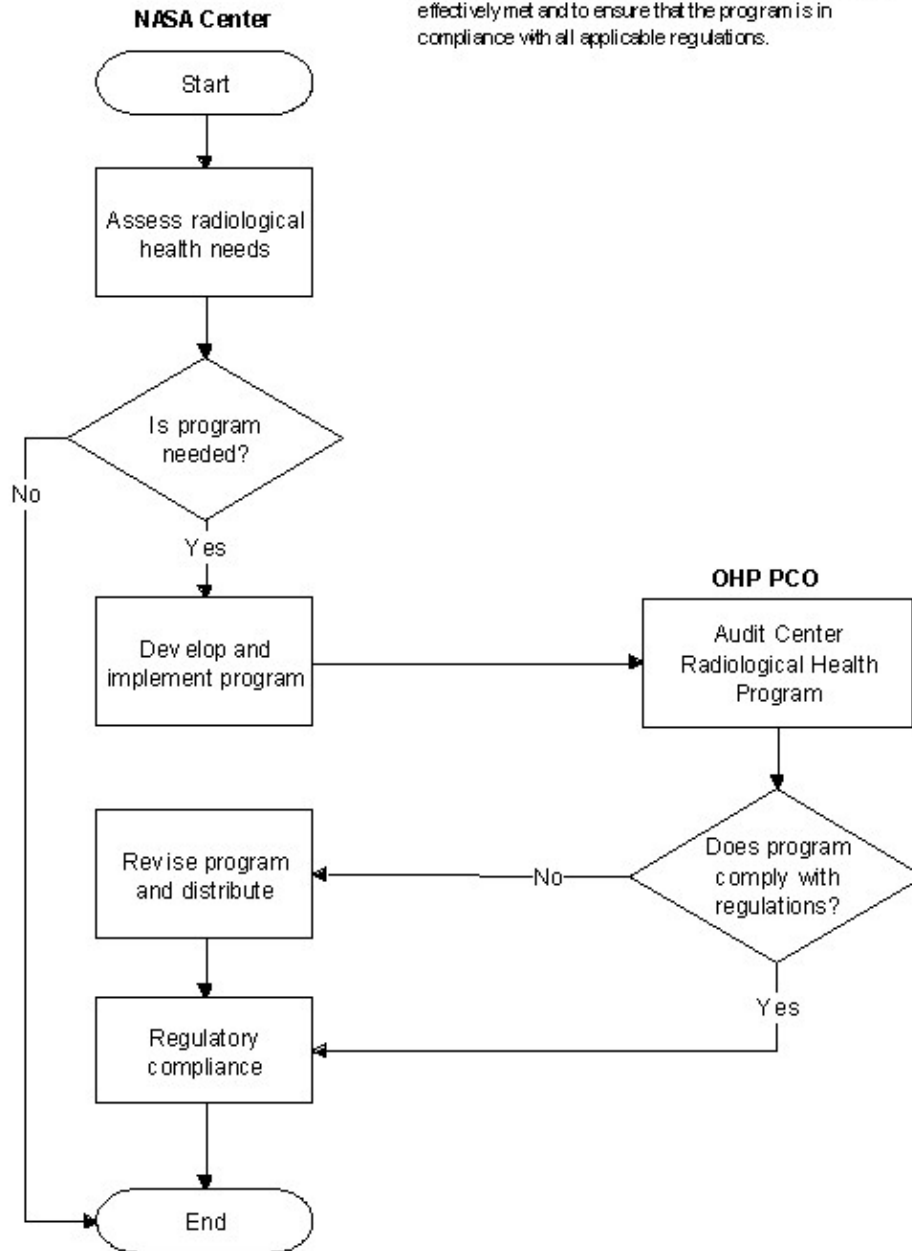 effectively met and to ensure that the program is in
compliance with all applicable regulations.
NASA Center
Start
Assess radiological
health needs
Is program
needed?
No
Yes
Develop and
implement program
OHP PCO
Audit Center
Radiological Health
Program
Does program
comply with
regulations?
No
Revise program
and distribute
Yes
Regulatory
compliance
End